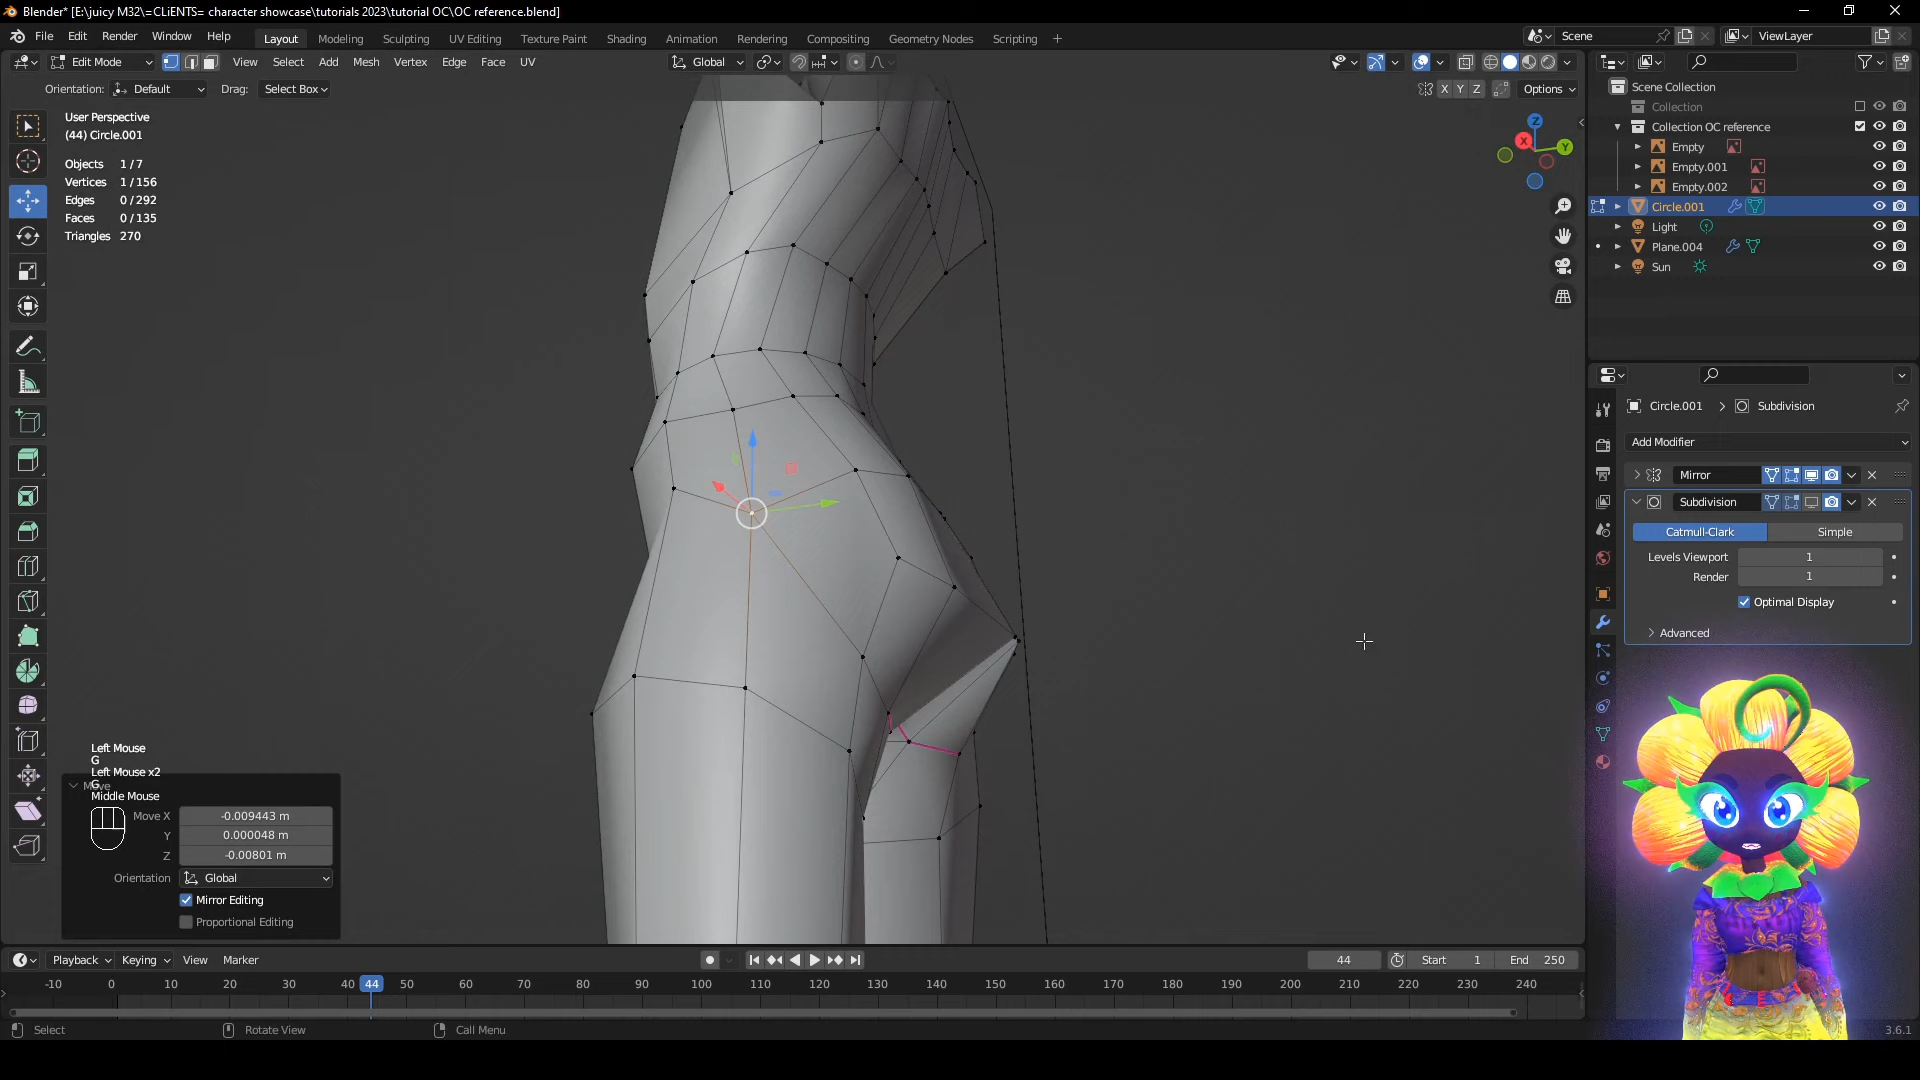 Blender* [E:\juicy M32\=CLiENTS= character showcase\tutorials 2023\tutorial OC\OC reference.blend]
File Edit Render Window Help Layout Modeling Sculpting UV Editing Texture Paint Shading Animation Rendering Compositing Geometry Nodes Scripting + Scene ViewLayer
Edit Mode View Select Add Mesh Vertex Edge Face UV Global
Orientation: Default Drag: Select Box X Y Z Options
User Perspective
(44) Circle.001
Objects 1/7
Vertices 1/156
Edges 0/292
Faces 0/135
Triangles 270
Z
X
Y
Scene Collection
Collection
Collection OC reference
Empty
Empty.001
Empty.002
Circle.001
Light
Plane.004
Sun
Circle.001 > Subdivision
Add Modifier
Mirror
Subdivision
Catmull-Clark Simple
Levels Viewport 1
Render 1
Optimal Display
Advanced
Left Mouse
G
Left Mouse x2
G
Move
Middle Mouse
Move X -0.009443 m
Y 0.000048 m
Z -0.00801 m
Orientation Global
Mirror Editing
Proportional Editing
Playback Keying View Marker 44 Start 1 End 250
-10 0 10 20 30 40 44 50 60 70 80 90 100 110 120 130 140 150 160 170 180 190 200 210 220 230 240
Select Rotate View Call Menu 3.6.1